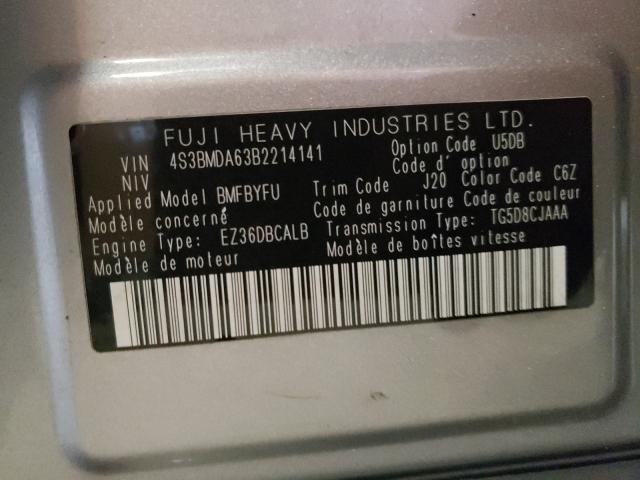 FUJI HEAVY INDUSTRIES LTD.
VIN 4S3BMDA63B2214141 Option Code U5DB
NIV Code d' option
Applied Model BMFBYFU Trim Code J20 Color Code C6Z
Modèle concerné Code de garniture Code de couleur
Engine Type: EZ36DBCALB Transmission Type: TG5D8CJAAA
Modèle de moteur Modèle de boîtes vitesse